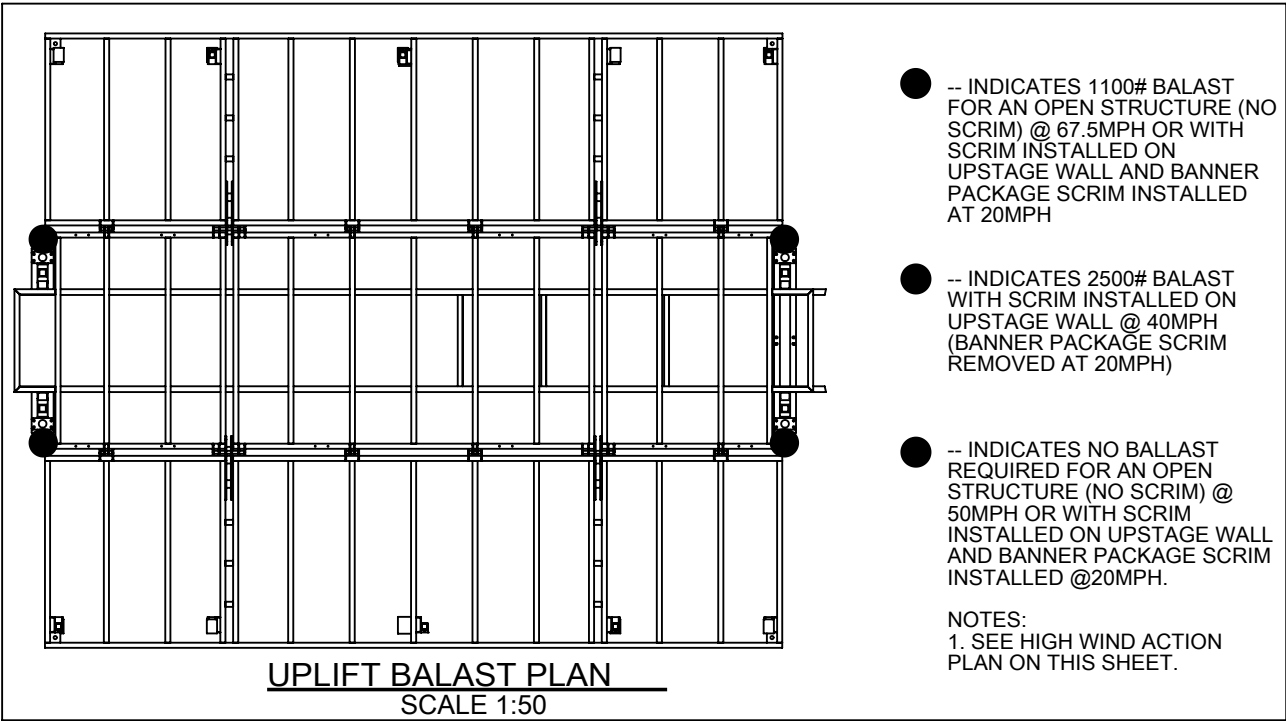 -- INDICATES 1100# BALAST
FOR AN OPEN STRUCTURE (NO
SCRIM) @ 67.5MPH OR WITH
SCRIM INSTALLED ON
UPSTAGE WALL AND BANNER
PACKAGE SCRIM INSTALLED
AT 20MPH
-- INDICATES 2500# BALAST
WITH SCRIM INSTALLED ON
UPSTAGE WALL @ 40MPH
(BANNER PACKAGE SCRIM
REMOVED AT 20MPH)
-- INDICATES NO BALLAST
REQUIRED FOR AN OPEN
STRUCTURE (NO SCRIM) @
50MPH OR WITH SCRIM
INSTALLED ON UPSTAGE WALL
AND BANNER PACKAGE SCRIM
INSTALLED @20MPH.
NOTES:
1. SEE HIGH WIND ACTION
PLAN ON THIS SHEET.
UPLIFT BALAST PLAN
SCALE 1:50